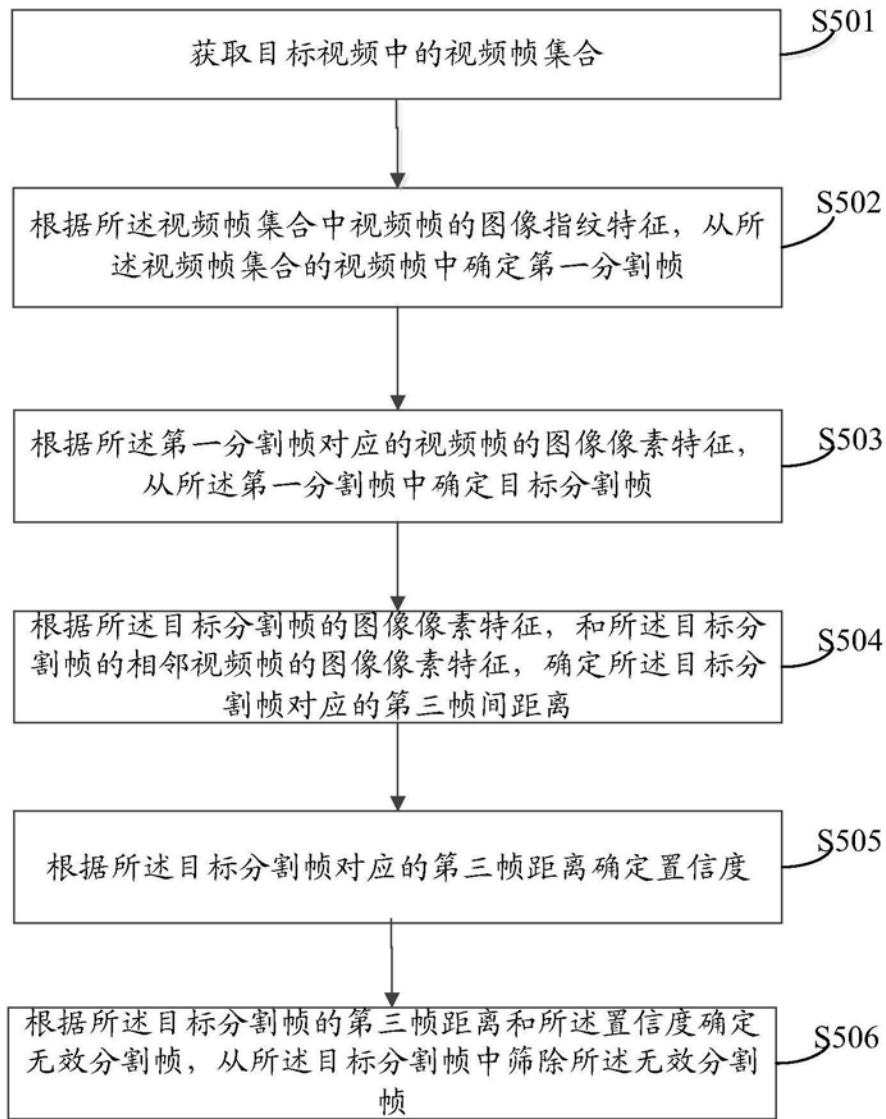 S501
获取目标视频中的视频帧集合
S502
根据所述视频帧集合中视频帧的图像指纹特征，从所
述视频帧集合的视频帧中确定第一分割帧
S503
根据所述第一分割帧对应的视频帧的图像像素特征，
从所述第一分割帧中确定目标分割帧
S504
根据所述目标分割帧的图像像素特征，和所述目标分
割帧的相邻视频帧的图像像素特征，确定所述目标分
割帧对应的第三帧间距离
S505
根据所述目标分割帧对应的第三帧距离确定置信度
S506
根据所述目标分割帧的第三帧距离和所述置信度确定
无效分割帧，从所述目标分割帧中筛除所述无效分割
帧